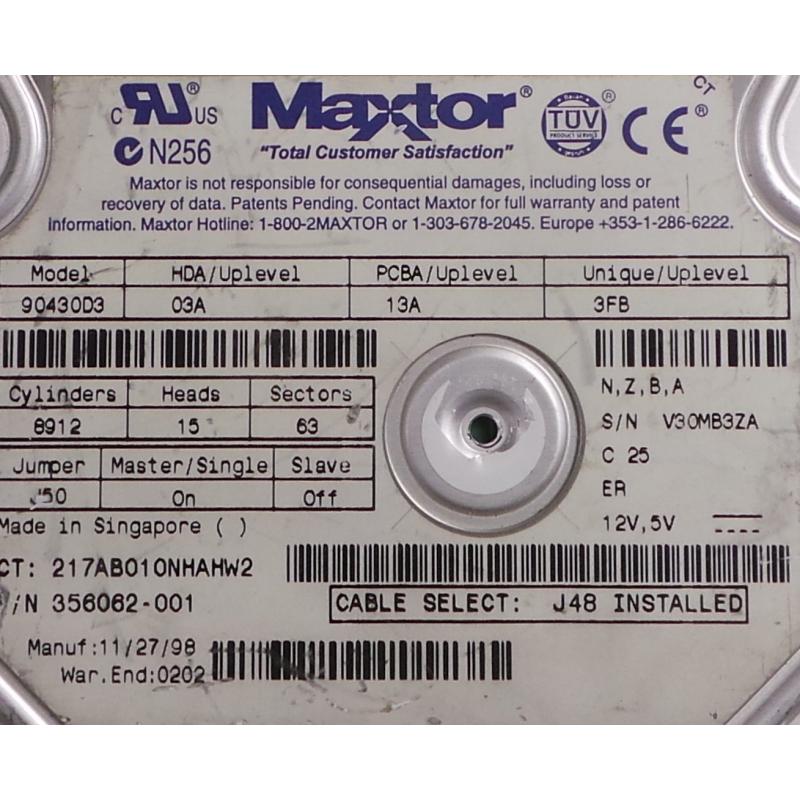 C UR® US Maxtor® TÜV PRODUCT SERVICE ® CE ® CT
N256 "Total Customer Satisfaction"
Maxtor is not responsible for consequential damages, including loss or
recovery of data. Patents Pending. Contact Maxtor for full warranty and patent
information. Maxtor Hotline: 1-800-2MAXTOR or 1-303-678-2045. Europe +353-1-286-6222.
Model HDA/Uplevel PCBA/Uplevel Unique/Uplevel
90430D3 03A 13A 3FB
Cylinders Heads Sectors
8912 15 63
N,Z,B,A
S/N V30MB3ZA
C 25
ER
12V,5V
Jumper Master/Single Slave
J50 On Off
Made in Singapore ( )
CT: 217AB010NHAHW2
P/N 356062-001
CABLE SELECT: J48 INSTALLED
Manuf:11/27/98
War.End:0202